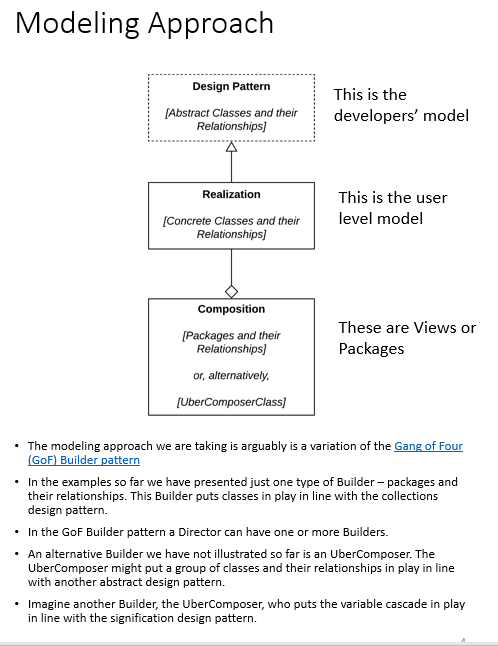 Modeling Approach
Design Pattern
[Abstract Classes and their
Relationships]
This is the
developers' model
Realization
[Concrete Classes and their
Relationships]
This is the user
level model
Composition
[Packages and their
Relationships]
or, alternatively,
[UberComposerClass]
These are Views or
Packages
• The modeling approach we are taking is arguably is a variation of the Gang of Four
(GoF) Builder pattern
• In the examples so far we have presented just one type of Builder – packages and
their relationships. This Builder puts classes in play in line with the collections
design pattern.
• In the GoF Builder pattern a Director can have one or more Builders.
• An alternative Builder we have not illustrated so far is an UberComposer. The
UberComposer might put a group of classes and their relationships in play in line
with another abstract design pattern.
• Imagine another Builder, the UberComposer, who puts the variable cascade in play
in line with the signification design pattern.